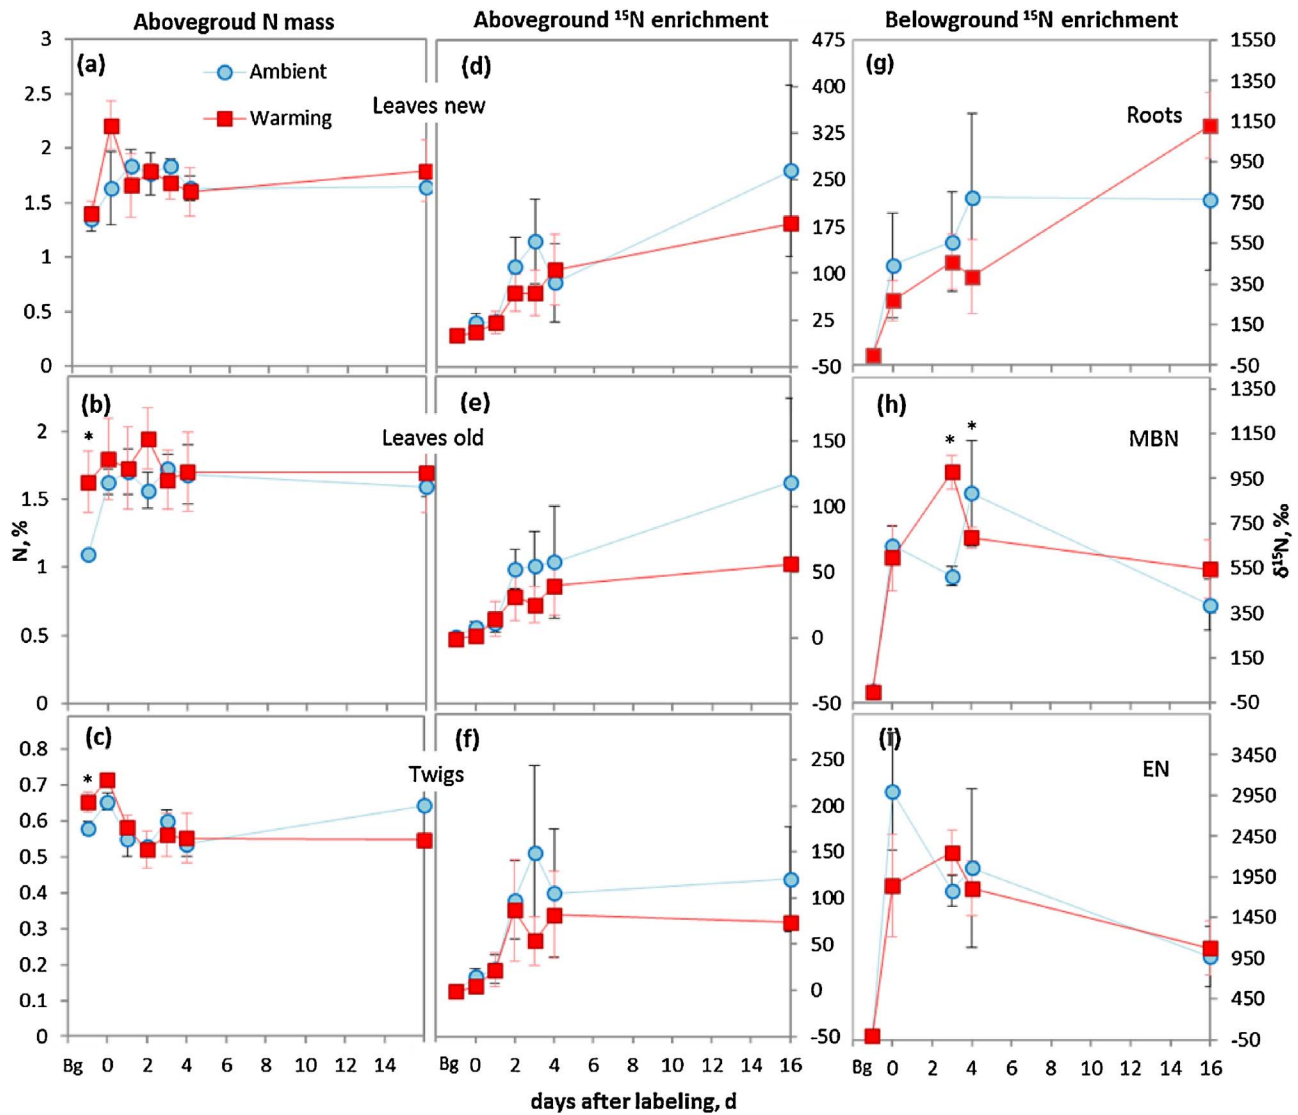 Abovegroud N mass
Aboveground ¹⁵N enrichment
Belowground ¹⁵N enrichment
(a)
Ambient
Warming
3
2.5
2
1.5
1
0.5
0
(d)
Leaves new
475
400
325
250
175
100
25
-50
(g)
Roots
1550
1350
1150
950
750
550
350
150
-50
(b)
*
2
1.5
1
0.5
0
N, %
(e)
Leaves old
150
100
50
0
-50
(h)
* *
MBN
1350
1150
950
750
550
350
150
-50
δ¹⁵N, ‰
(c)
*
0.8
0.7
0.6
0.5
0.4
0.3
0.2
0.1
0
(f)
Twigs
250
200
150
100
50
0
-50
(i)
EN
3450
2950
2450
1950
1450
950
450
-50
Bg 0 2 4 6 8 10 12 14
Bg 0 2 4 6 8 10 12 14 16
Bg 0 2 4 6 8 10 12 14 16
days after labeling, d